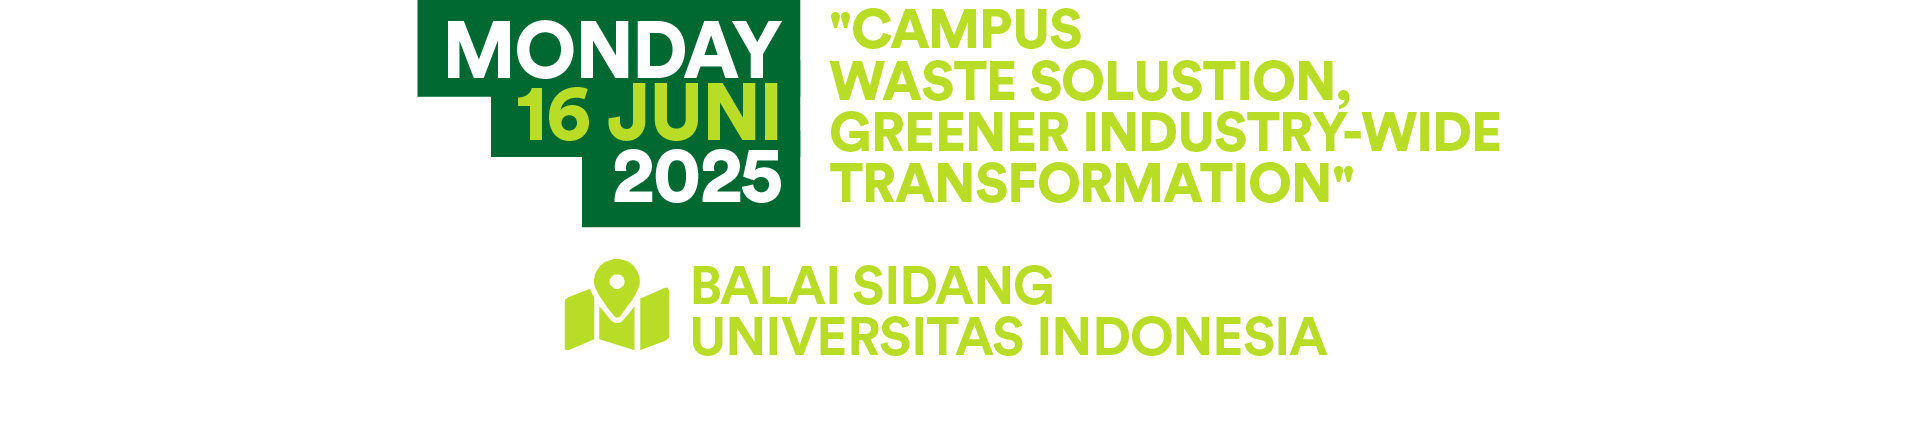 MONDAY
16 JUNI
2025
"CAMPUS
WASTE SOLUSTION,
GREENER INDUSTRY-WIDE
TRANSFORMATION"
BALAI SIDANG
UNIVERSITAS INDONESIA